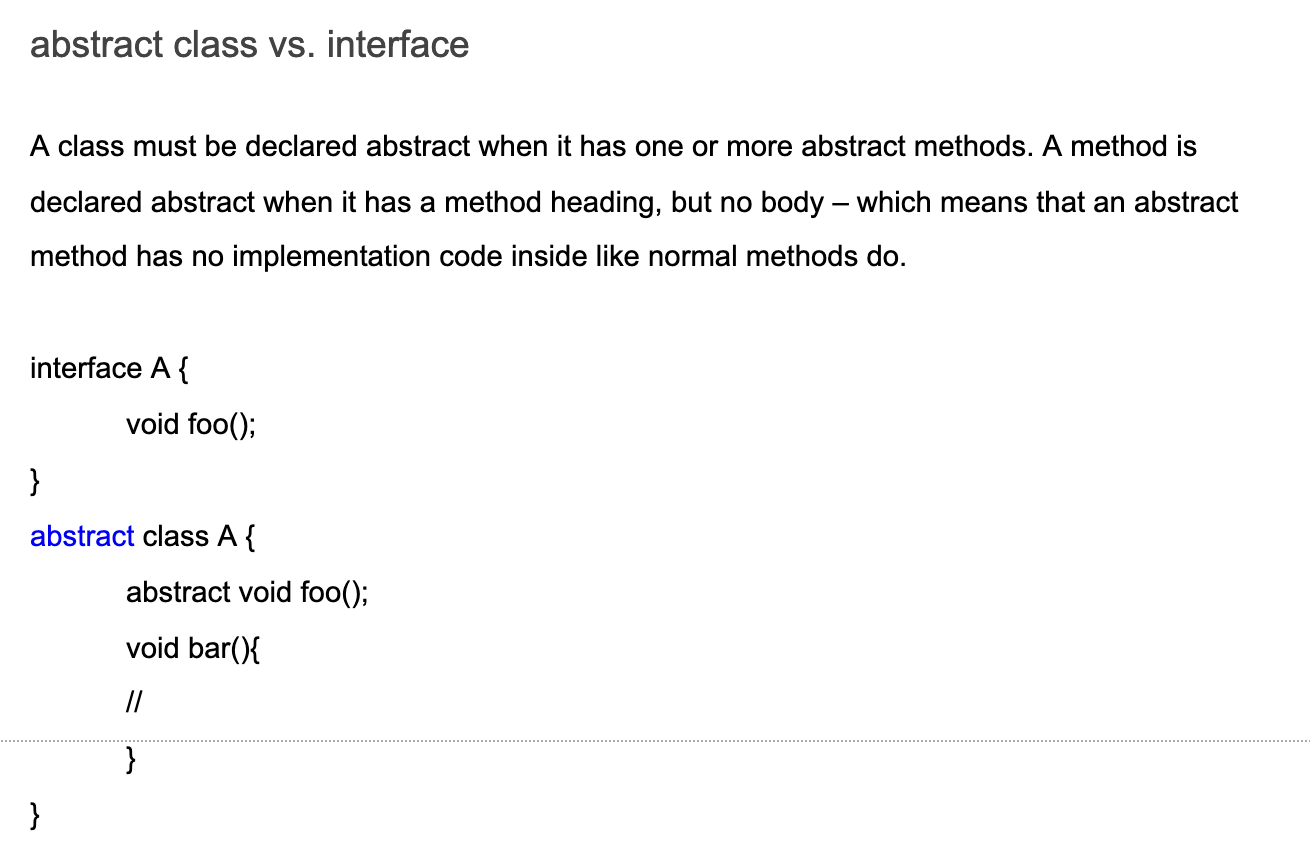 abstract class vs. interface
A class must be declared abstract when it has one or more abstract methods. A method is
declared abstract when it has a method heading, but no body – which means that an abstract
method has no implementation code inside like normal methods do.
interface A {
void foo();
}
abstract class A {
abstract void foo();
void bar(){
//
}
}